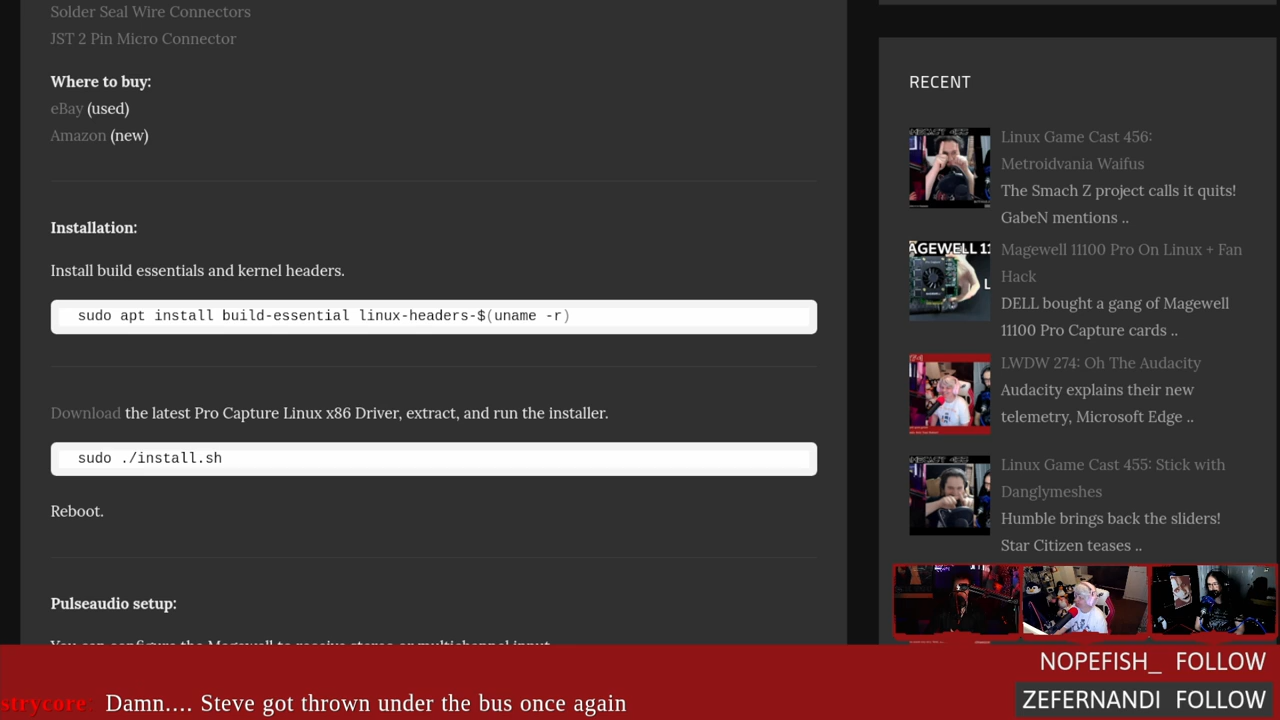 Solder Seal Wire Connectors
JST 2 Pin Micro Connector
Where to buy:
eBay (used)
Amazon (new)
Installation:
Install build essentials and kernel headers.
sudo apt install build-essential linux-headers-$(uname -r)
Download the latest Pro Capture Linux x86 Driver, extract, and run the installer.
sudo ./install.sh
Reboot.
Pulseaudio setup:
You can configure the Magewell to receive stereo or multichannel input
RECENT
Linux Game Cast 456:
Metroidvania Waifus
The Smach Z project calls it quits!
GabeN mentions ..
AGEWELL 11
Magewell 11100 Pro On Linux + Fan
Hack
DELL bought a gang of Magewell
11100 Pro Capture cards ..
LWDW 274: Oh The Audacity
Audacity explains their new
telemetry, Microsoft Edge ..
Linux Game Cast 455: Stick with
Danglymeshes
Humble brings back the sliders!
Star Citizen teases ..
NOPEFISH_ FOLLOW
ZEFERNANDI FOLLOW
strycore: Damn.... Steve got thrown under the bus once again